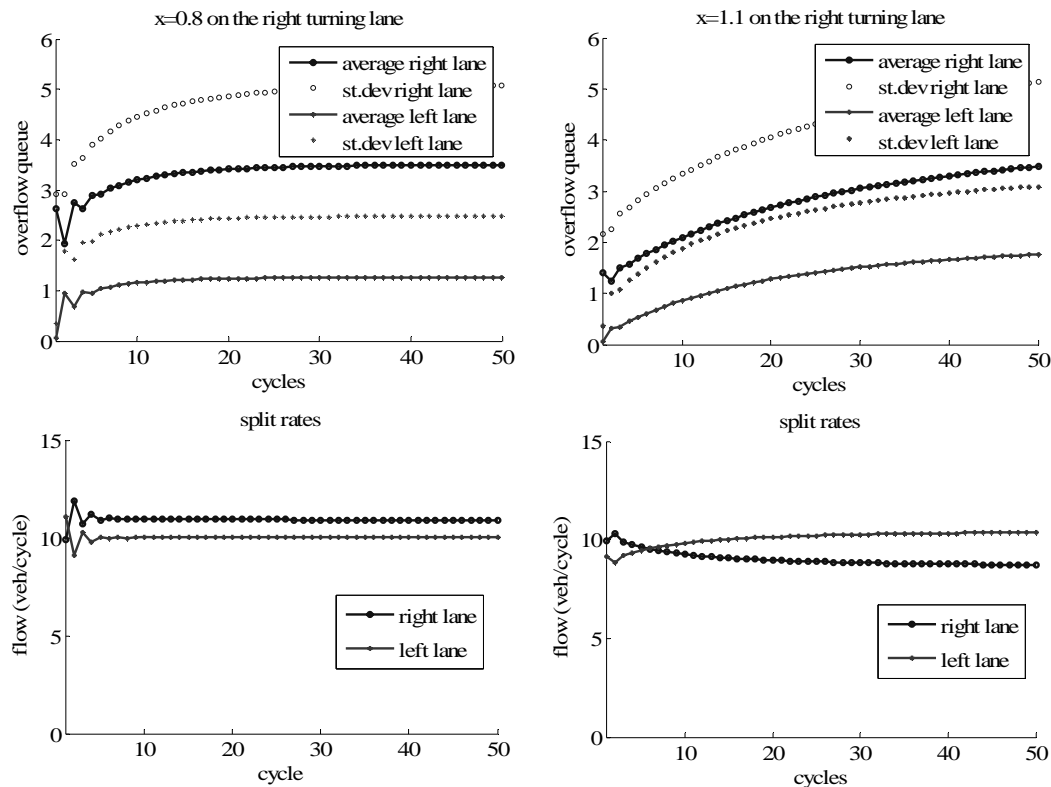 x=0.8 on the right turning lane
6
5
4
3
2
1
0
overflow queue
average right lane
st.dev right lane
average left lane
st.dev left lane
10
20
30
40
50
cycles
x=1.1 on the right turning lane
6
5
4
3
2
1
0
overflow queue
average right lane
st.dev right lane
average left lane
st.dev left lane
10
20
30
40
50
cycles
split rates
15
10
5
0
flow (veh/cycle)
right lane
left lane
10
20
30
40
50
cycle
split rates
15
10
5
0
flow (veh/cycle)
right lane
left lane
10
20
30
40
50
cycles